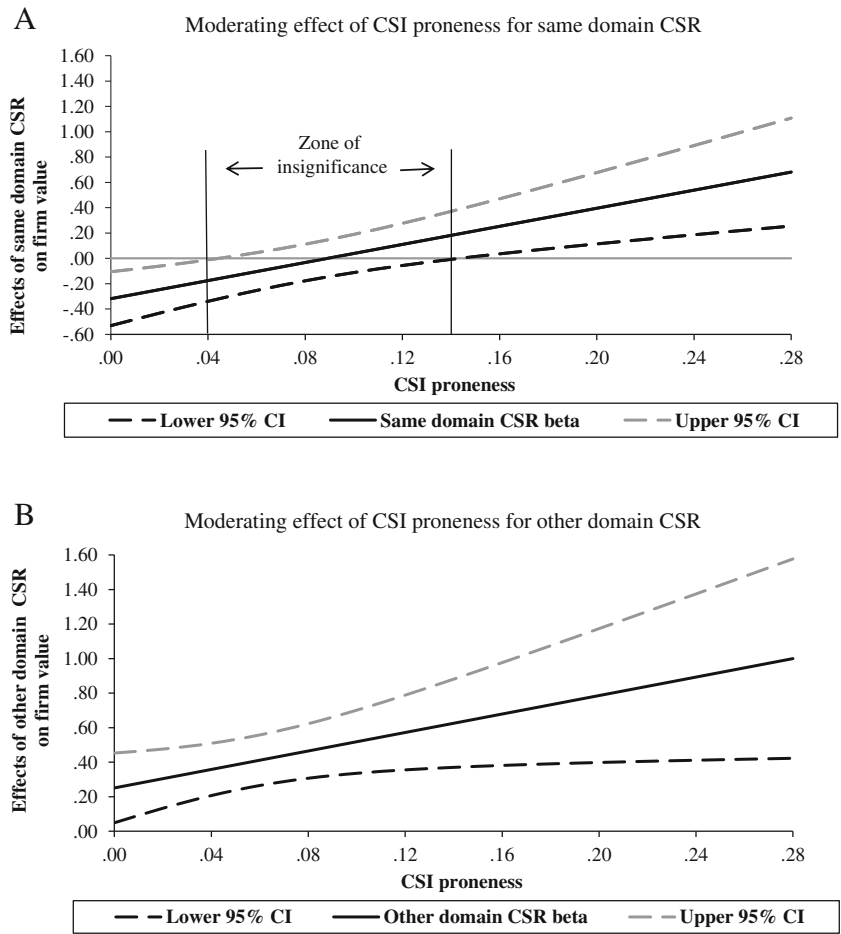 A
Moderating effect of CSI proneness for same domain CSR
Effects of same domain CSR
on firm value
1.60
1.40
1.20
1.00
.80
.60
.40
.20
.00
-.20
-.40
-.60
Zone of
insignificance
.00 .04 .08 .12 .16 .20 .24 .28
CSI proneness
Lower 95% CI Same domain CSR beta Upper 95% CI
B
Moderating effect of CSI proneness for other domain CSR
Effects of other domain CSR
on firm value
1.60
1.40
1.20
1.00
.80
.60
.40
.20
.00
.00 .04 .08 .12 .16 .20 .24 .28
CSI proneness
Lower 95% CI Other domain CSR beta Upper 95% CI